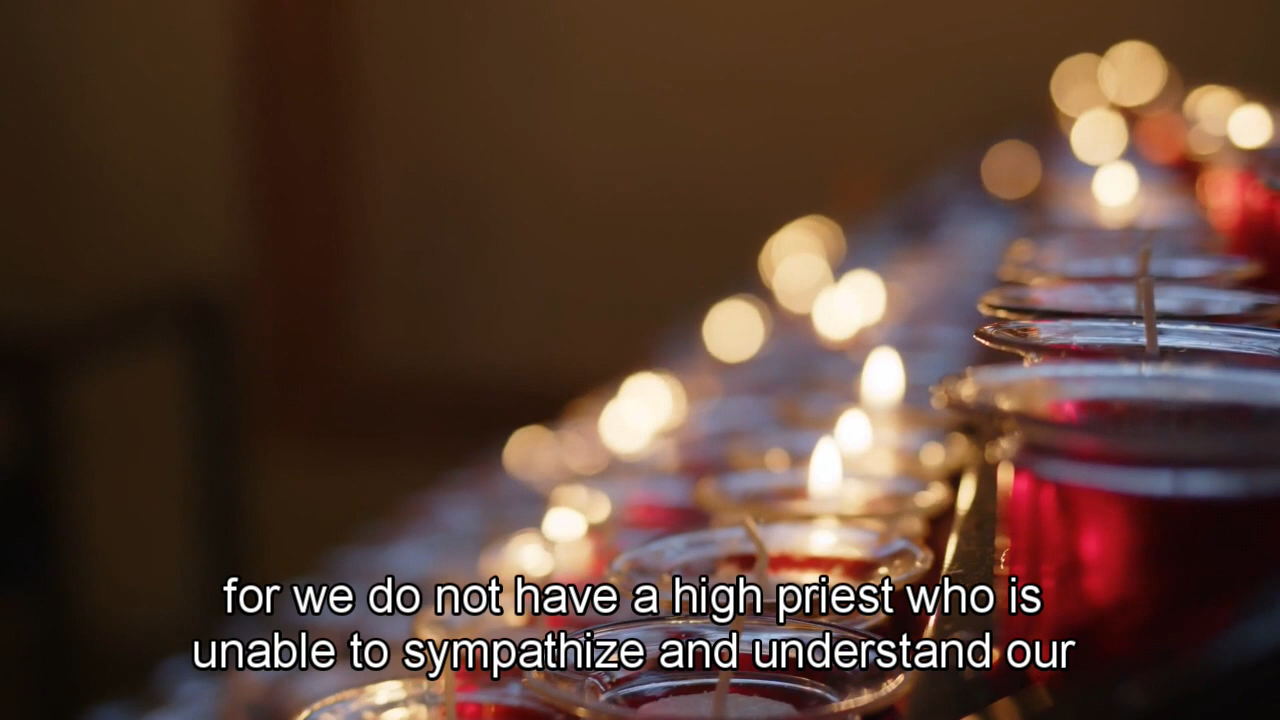 for we do not have a high priest who is
unable to sympathize and understand our